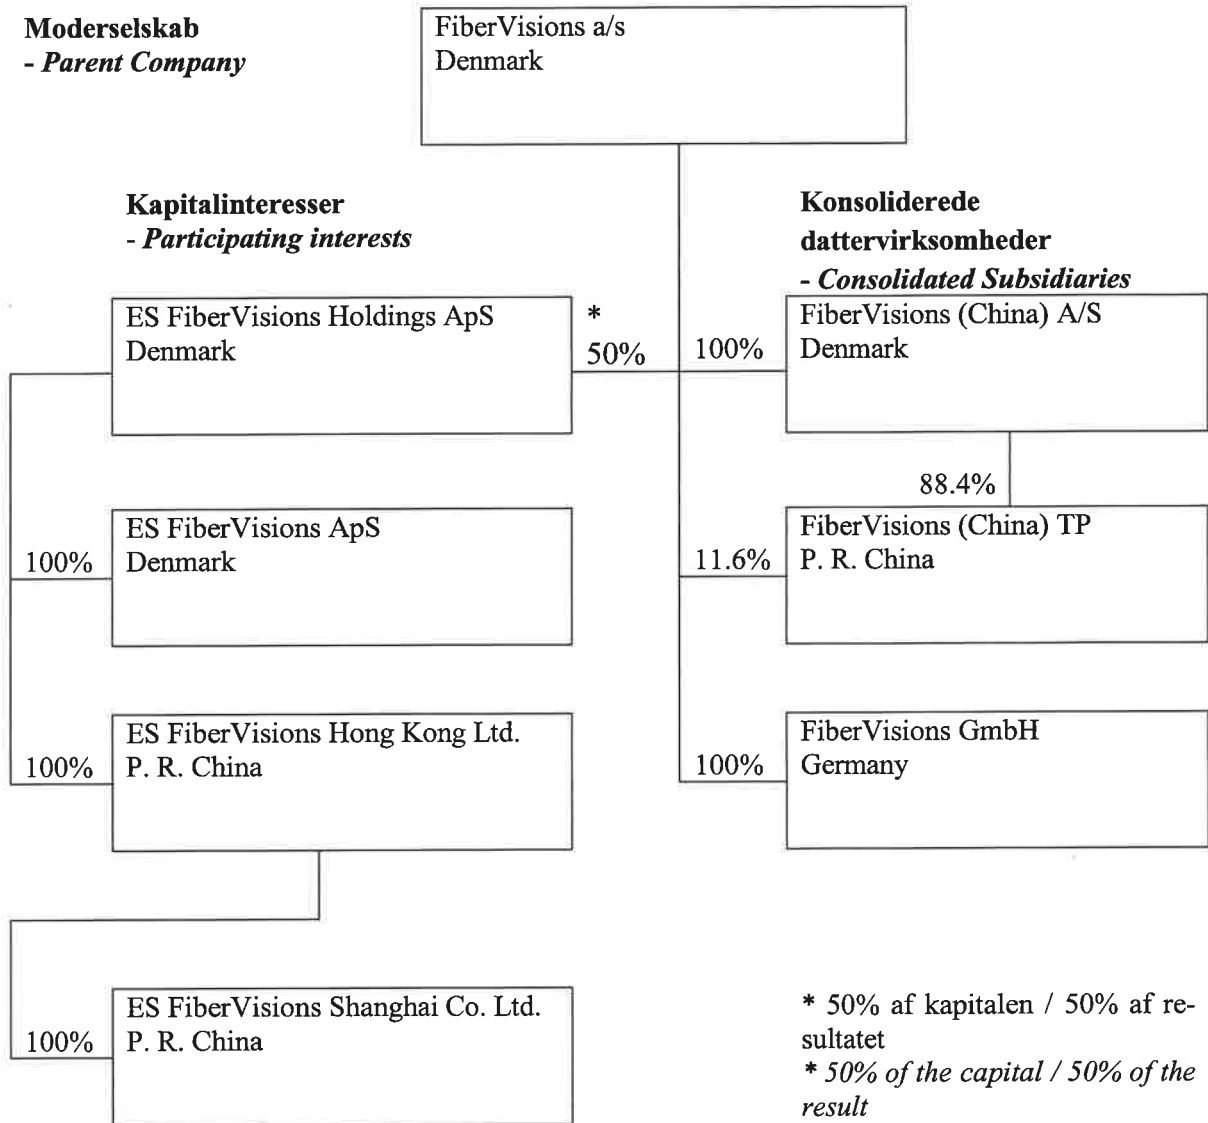 Moderselskab
- Parent Company
FiberVisions a/s
Denmark
Kapitalinteresser
- Participating interests
Konsoliderede
dattervirksomheder
- Consolidated Subsidiaries
ES FiberVisions Holdings ApS
Denmark
*
50%
100%
FiberVisions (China) A/S
Denmark
88.4%
ES FiberVisions ApS
Denmark
100%
11.6%
FiberVisions (China) TP
P. R. China
ES FiberVisions Hong Kong Ltd.
P. R. China
100%
100%
FiberVisions GmbH
Germany
ES FiberVisions Shanghai Co. Ltd.
P. R. China
100%
* 50% af kapitalen / 50% af re-
sultatet
* 50% of the capital / 50% of the
result